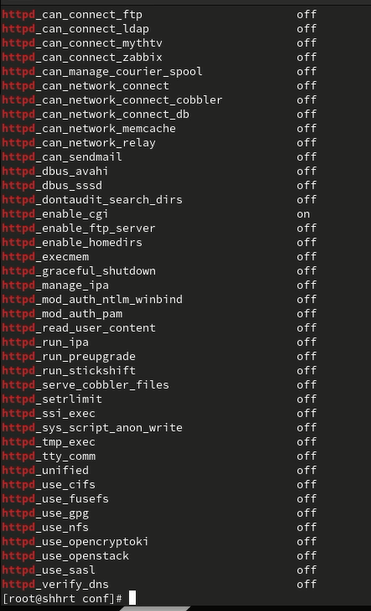 httpd_can_connect_ftp off
httpd_can_connect_ldap off
httpd_can_connect_mythtv off
httpd_can_connect_zabbix off
httpd_can_manage_courier_spool off
httpd_can_network_connect off
httpd_can_network_connect_cobbler off
httpd_can_network_connect_db off
httpd_can_network_memcache off
httpd_can_network_relay off
httpd_can_sendmail off
httpd_dbus_avahi off
httpd_dbus_sssd off
httpd_dontaudit_search_dirs off
httpd_enable_cgi on
httpd_enable_ftp_server off
httpd_enable_homedirs off
httpd_execmem off
httpd_graceful_shutdown off
httpd_manage_ipa off
httpd_mod_auth_ntlm_winbind off
httpd_mod_auth_pam off
httpd_read_user_content off
httpd_run_ipa off
httpd_run_preupgrade off
httpd_run_stickshift off
httpd_serve_cobbler_files off
httpd_setrlimit off
httpd_ssi_exec off
httpd_sys_script_anon_write off
httpd_tmp_exec off
httpd_tty_comm off
httpd_unified off
httpd_use_cifs off
httpd_use_fusefs off
httpd_use_gpg off
httpd_use_nfs off
httpd_use_opencryptoki off
httpd_use_openstack off
httpd_use_sasl off
httpd_verify_dns off
[root@shhrt conf]#